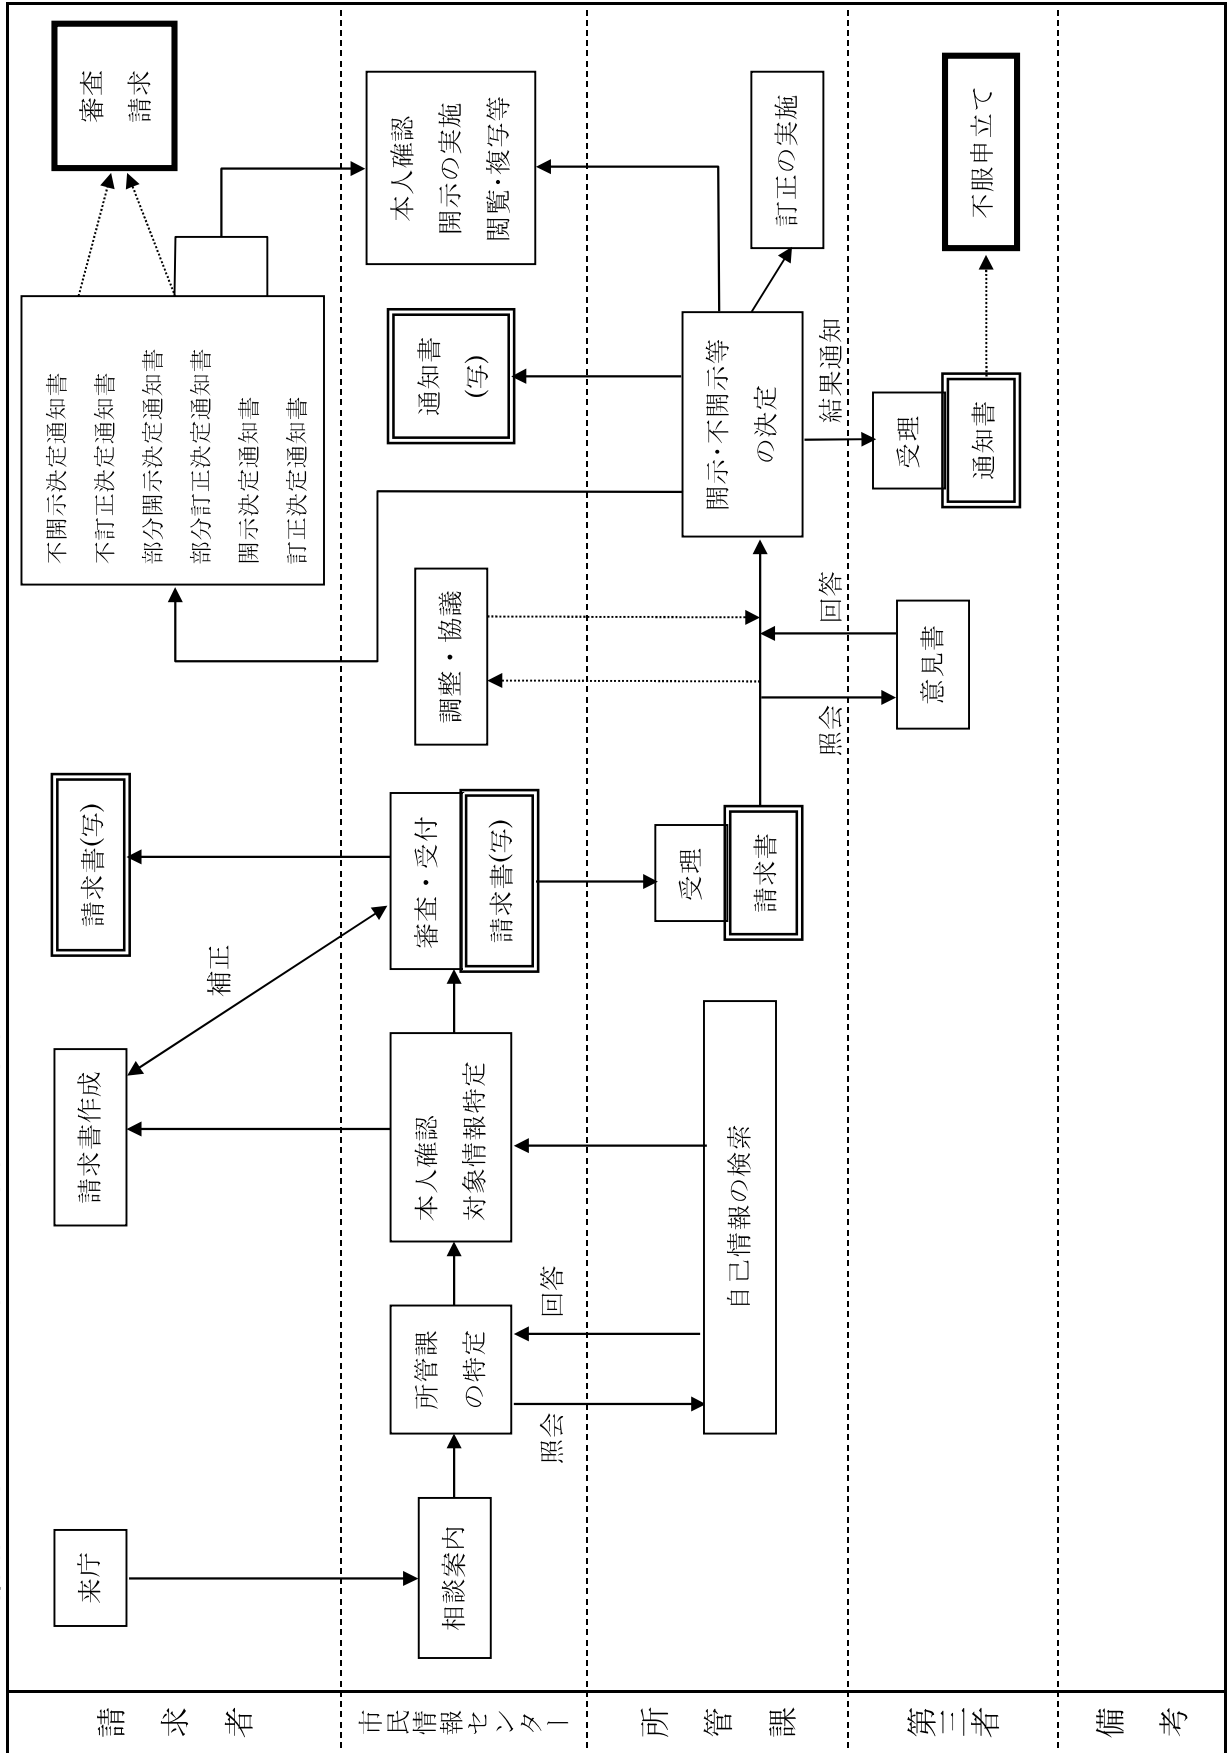 請求者
来庁
請求書作成
補正
請求書(写)
不開示決定通知書
不訂正決定通知書
部分開示決定通知書
部分訂正決定通知書
開示決定通知書
訂正決定通知書
審査
請求
市民情報センター
相談案内
所管課
の特定
照会
回答
本人確認
対象情報特定
審査・受付
請求書(写)
調整・協議
通知書
(写)
本人確認
開示の実施
閲覧・複写等
所管課
自己情報の検索
受理
請求書
照会
回答
開示・不開示等
の決定
結果通知
訂正の実施
第三者
意見書
受理
通知書
不服申立て
備考